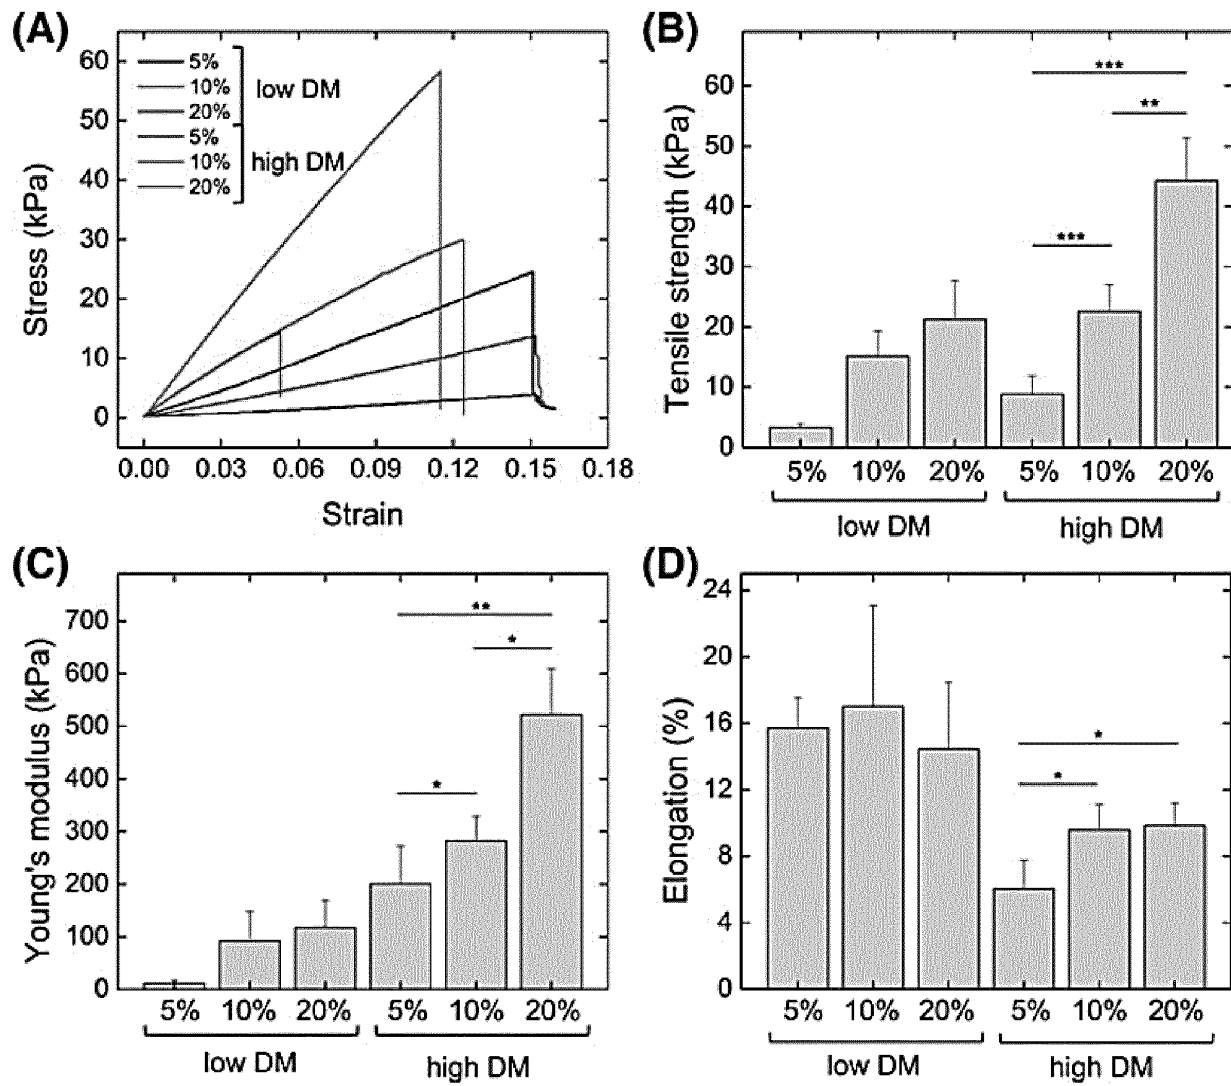 (A)
Stress (kPa)
60
50
40
30
20
10
0
5%
10%
20%
low DM
5%
10%
20%
high DM
0.00 0.03 0.06 0.09 0.12 0.15 0.18
Strain
(B)
Tensile strength (kPa)
60
50
40
30
20
10
0
***
**
***
5% 10% 20% 5% 10% 20%
low DM high DM
(C)
Young's modulus (kPa)
700
600
500
400
300
200
100
0
**
*
*
5% 10% 20% 5% 10% 20%
low DM high DM
(D)
Elongation (%)
24
20
16
12
8
4
0
*
*
5% 10% 20% 5% 10% 20%
low DM high DM